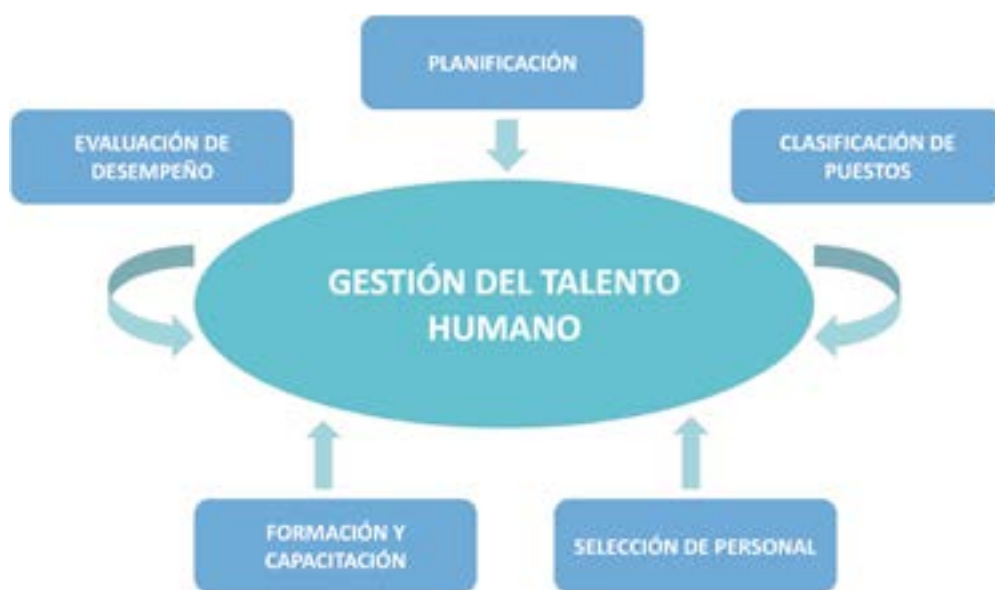 PLANIFICACIÓN
EVALUACIÓN DE
DESEMPEÑO
CLASIFICACIÓN DE
PUESTOS
GESTIÓN DEL TALENTO
HUMANO
FORMACIÓN Y
CAPACITACIÓN
SELECCIÓN DE PERSONAL